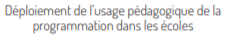 Déploiement de l'usage pédagogique de la
programmation dans les écoles